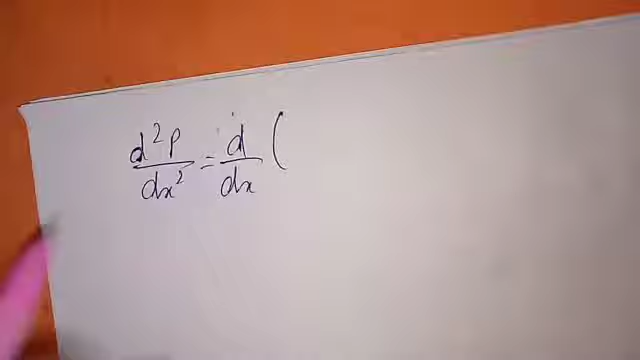 d²p/dx² = d/dx (